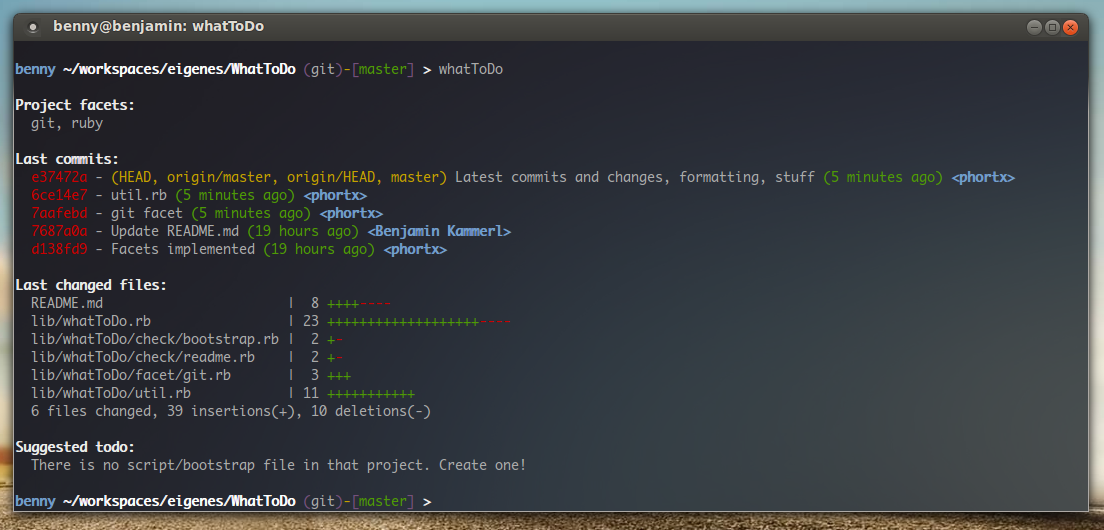 benny@benjamin: whatToDo
benny ~/workspaces/eigenes/WhatToDo (git)-[master] > whatToDo
Project facets:
git, ruby
Last commits:
e37472a - (HEAD, origin/master, origin/HEAD, master) Latest commits and changes, formatting, stuff (5 minutes ago) <phortx>
6ce14e7 - util.rb (5 minutes ago) <phortx>
7aafebd - git facet (5 minutes ago) <phortx>
7687a0a - Update README.md (19 hours ago) <Benjamin Kammerl>
d138fd9 - Facets implemented (19 hours ago) <phortx>
Last changed files:
README.md | 8 ++++----
lib/whatToDo.rb | 23 +++++++++++++++++++----
lib/whatToDo/check/bootstrap.rb | 2 +-
lib/whatToDo/check/readme.rb | 2 +-
lib/whatToDo/facet/git.rb | 3 +++
lib/whatToDo/util.rb | 11 +++++++++++
6 files changed, 39 insertions(+), 10 deletions(-)
Suggested todo:
There is no script/bootstrap file in that project. Create one!
benny ~/workspaces/eigenes/WhatToDo (git)-[master] >